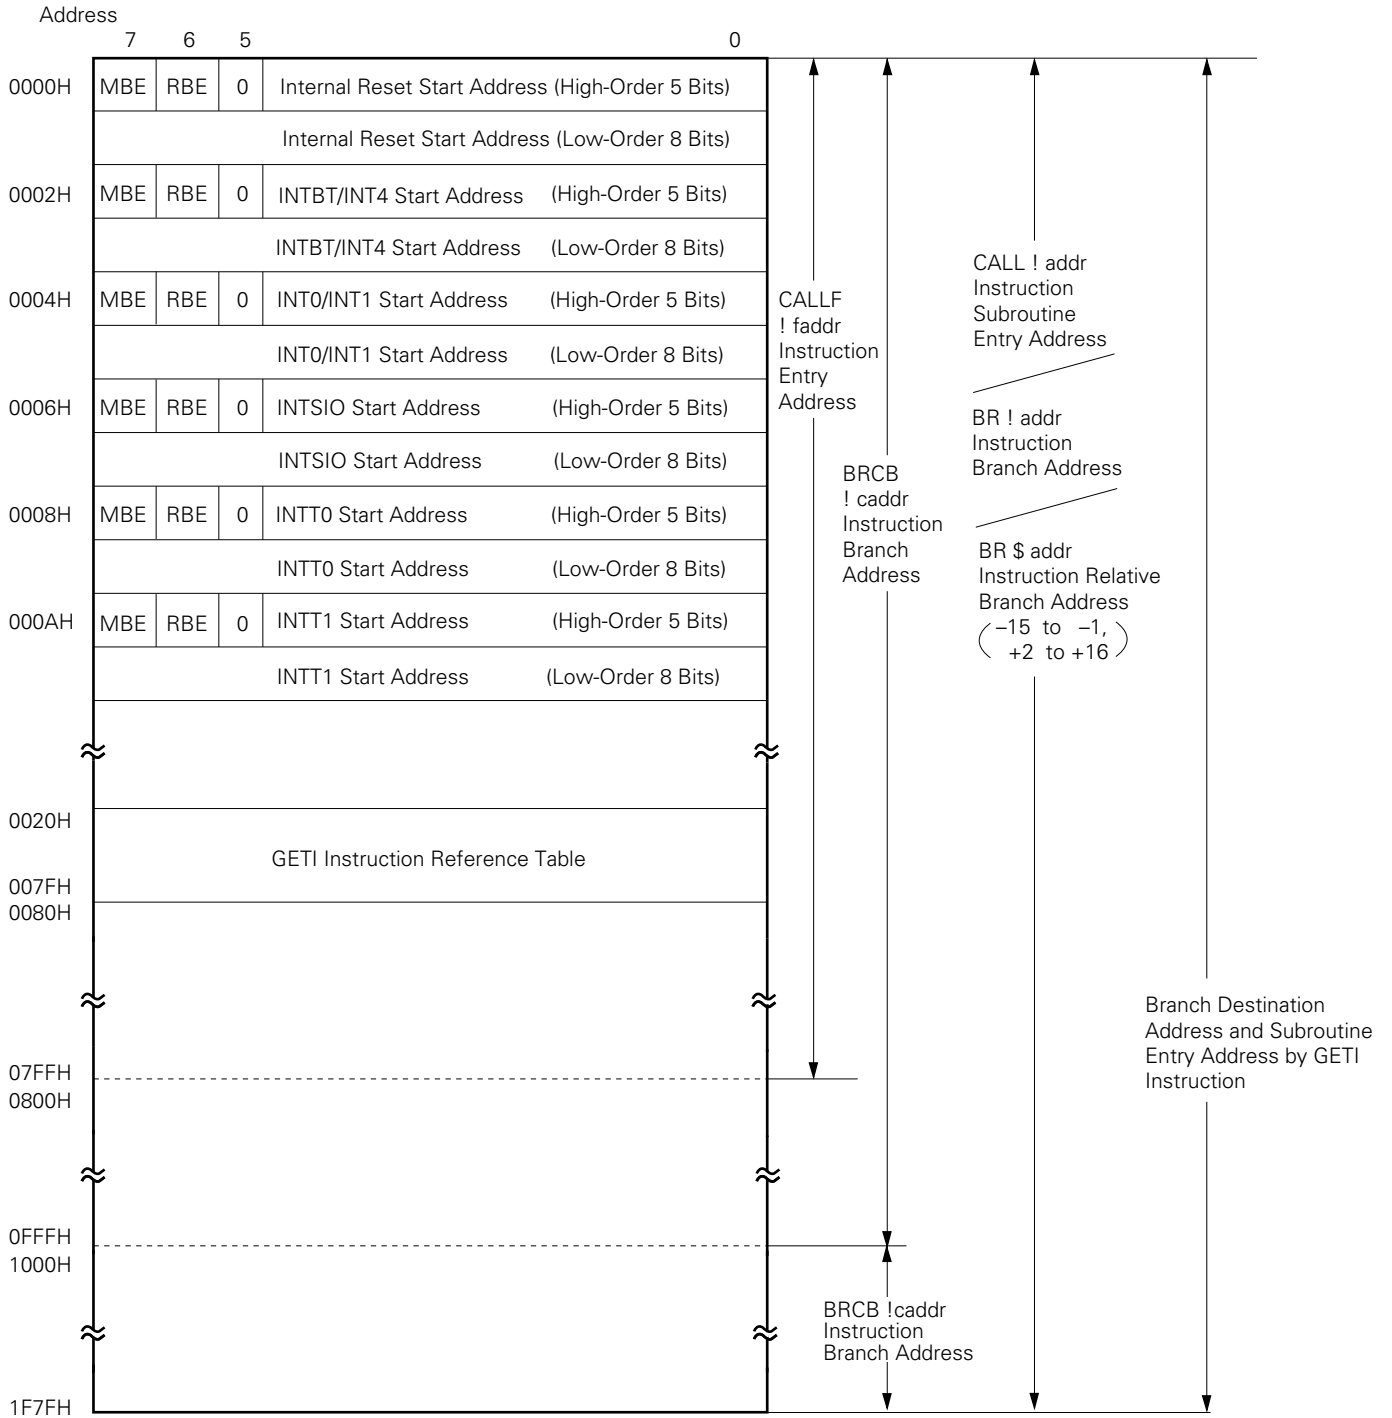 Address
7 6 5 0
0000H MBE RBE 0 Internal Reset Start Address (High-Order 5 Bits)
Internal Reset Start Address (Low-Order 8 Bits)
0002H MBE RBE 0 INTBT/INT4 Start Address (High-Order 5 Bits)
INTBT/INT4 Start Address (Low-Order 8 Bits)
0004H MBE RBE 0 INT0/INT1 Start Address (High-Order 5 Bits)
INT0/INT1 Start Address (Low-Order 8 Bits)
0006H MBE RBE 0 INTSIO Start Address (High-Order 5 Bits)
INTSIO Start Address (Low-Order 8 Bits)
0008H MBE RBE 0 INTT0 Start Address (High-Order 5 Bits)
INTT0 Start Address (Low-Order 8 Bits)
000AH MBE RBE 0 INTT1 Start Address (High-Order 5 Bits)
INTT1 Start Address (Low-Order 8 Bits)
0020H
GETI Instruction Reference Table
007FH
0080H
07FFH
0800H
0FFFH
1000H
1F7FH
CALLF
! faddr
Instruction
Entry
Address
BRCB
! caddr
Instruction
Branch
Address
BRCB !caddr
Instruction
Branch Address
CALL ! addr
Instruction
Subroutine
Entry Address
BR ! addr
Instruction
Branch Address
BR $ addr
Instruction Relative
Branch Address
(–15 to –1,
+2 to +16)
Branch Destination
Address and Subroutine
Entry Address by GETI
Instruction